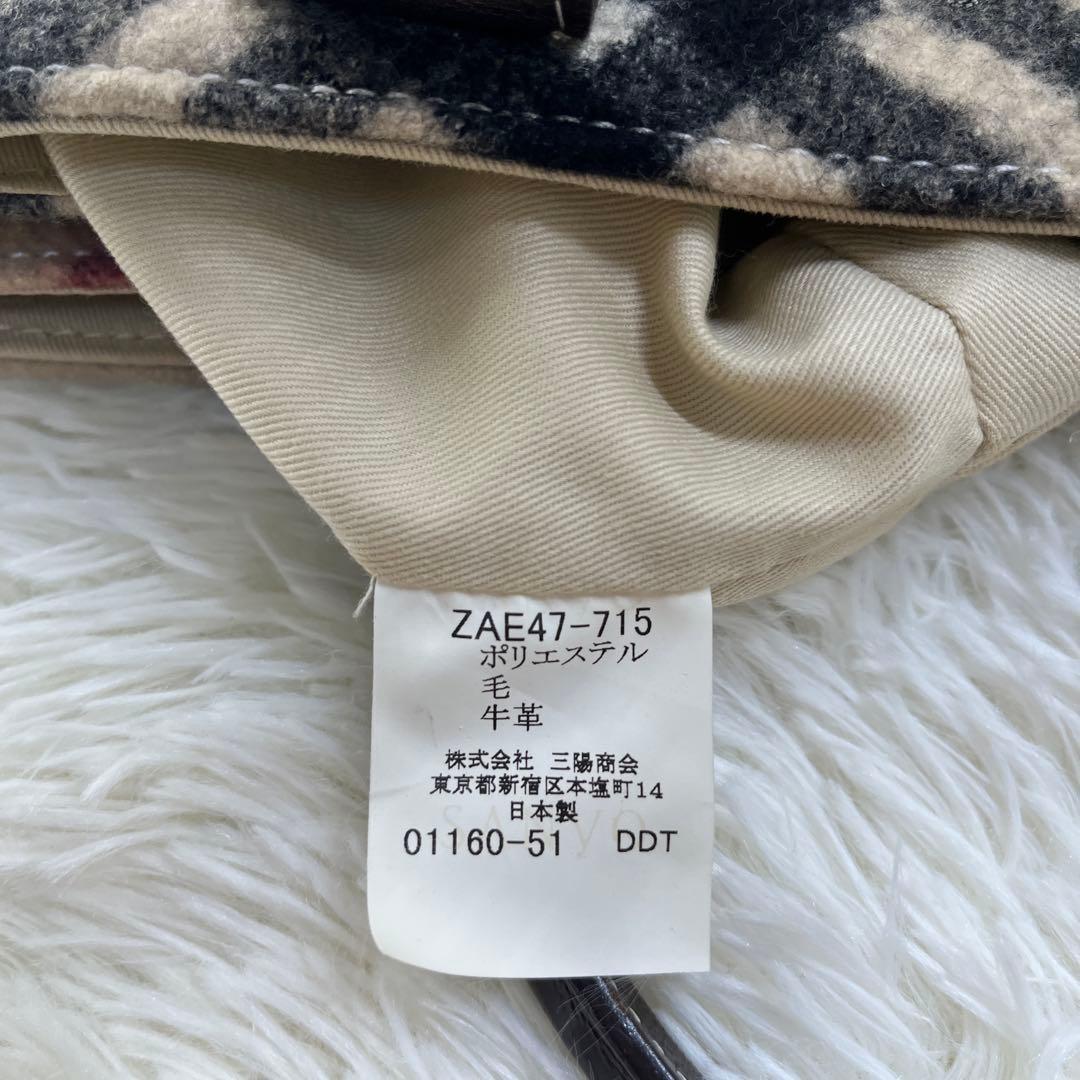 ZAE47-715
ポリエステル
毛
牛革
株式会社 三陽商会
東京都新宿区本塩町14
日本製
SANYO
01160-51 DDT